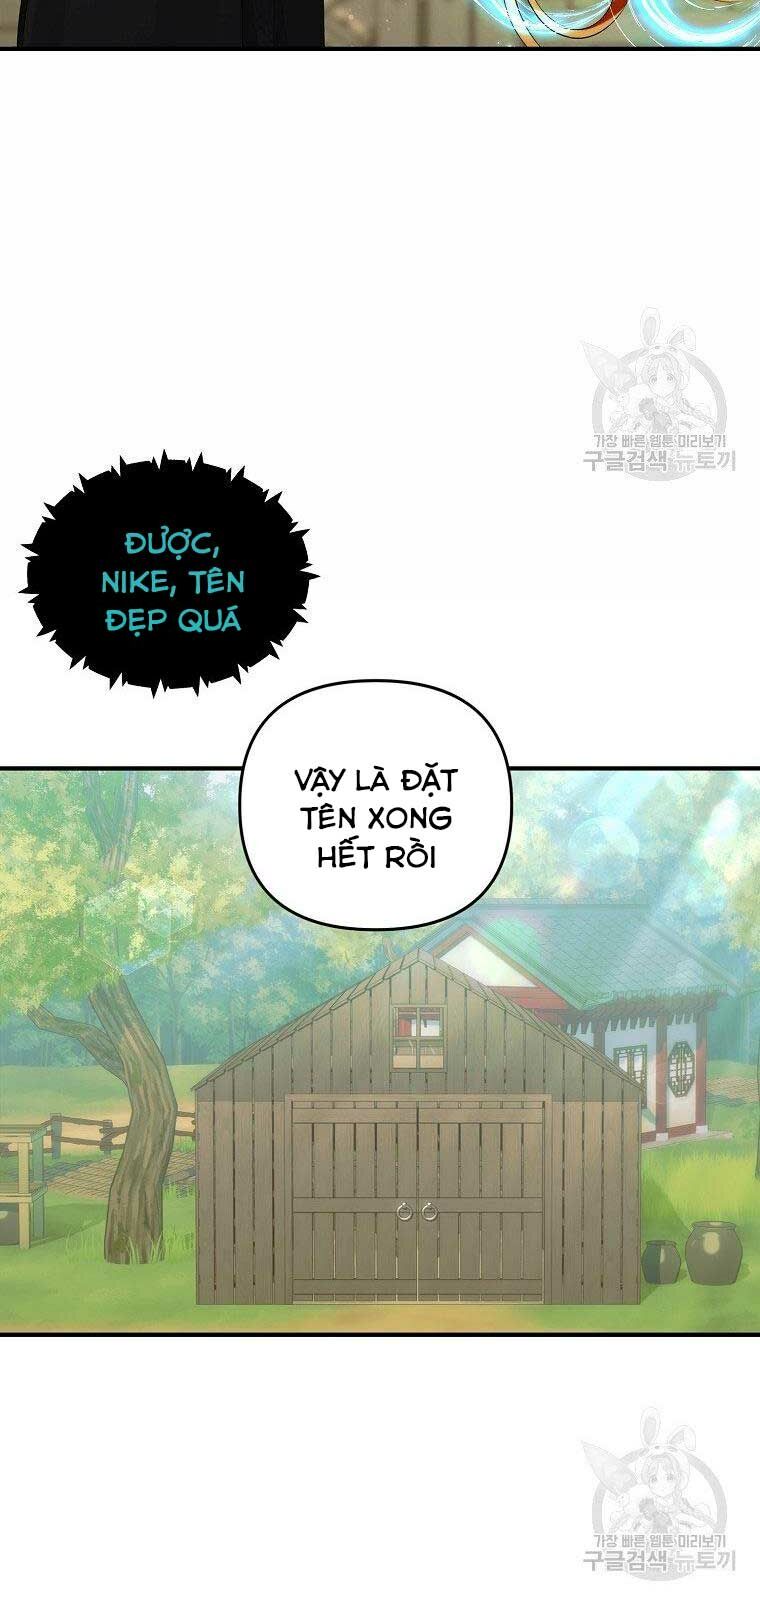 가장 빠른 웹툰 미리보기
구글검색 뉴토끼
ĐƯỢC,
NIKE, TÊN
ĐẸP QUÁ
VẬY LÀ ĐẶT
TÊN XONG
HẾT RỒI
가장 빠른 웹툰 미리보기
구글검색 뉴토끼